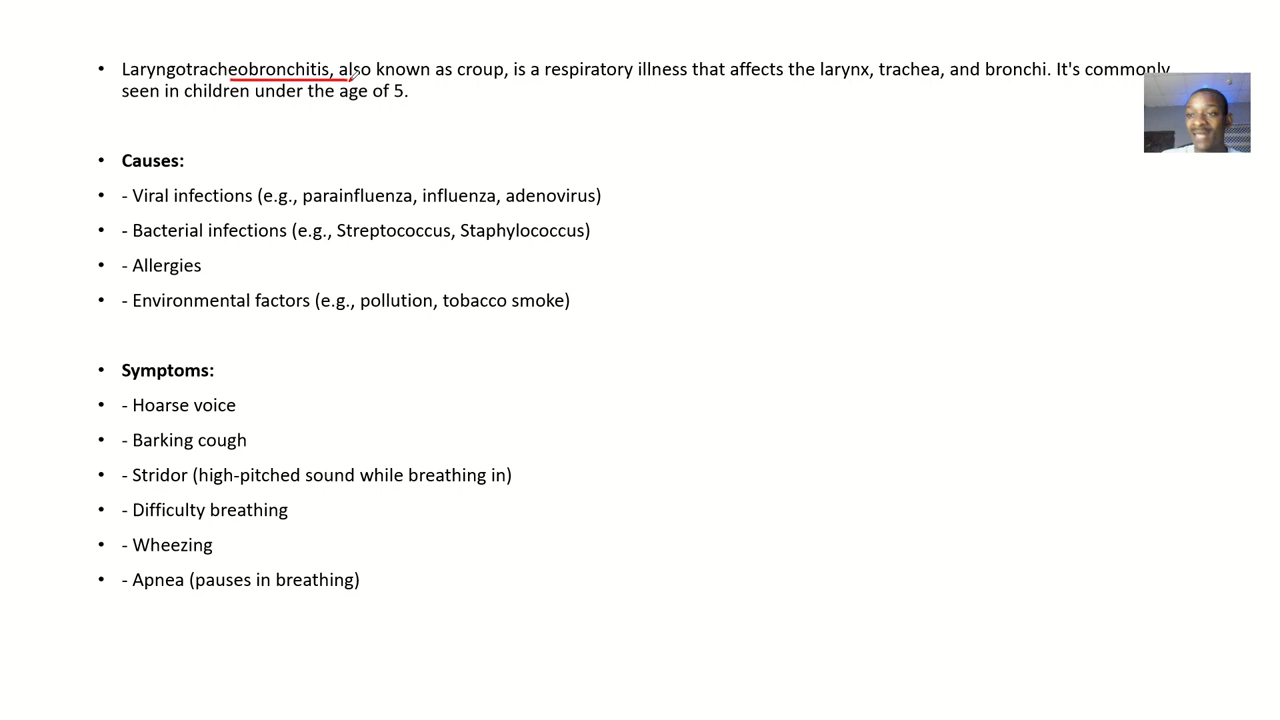 • Laryngotracheobronchitis, also known as croup, is a respiratory illness that affects the larynx, trachea, and bronchi. It's commonly
seen in children under the age of 5.
• Causes:
• - Viral infections (e.g., parainfluenza, influenza, adenovirus)
• - Bacterial infections (e.g., Streptococcus, Staphylococcus)
• - Allergies
• - Environmental factors (e.g., pollution, tobacco smoke)
• Symptoms:
• - Hoarse voice
• - Barking cough
• - Stridor (high-pitched sound while breathing in)
• - Difficulty breathing
• - Wheezing
• - Apnea (pauses in breathing)